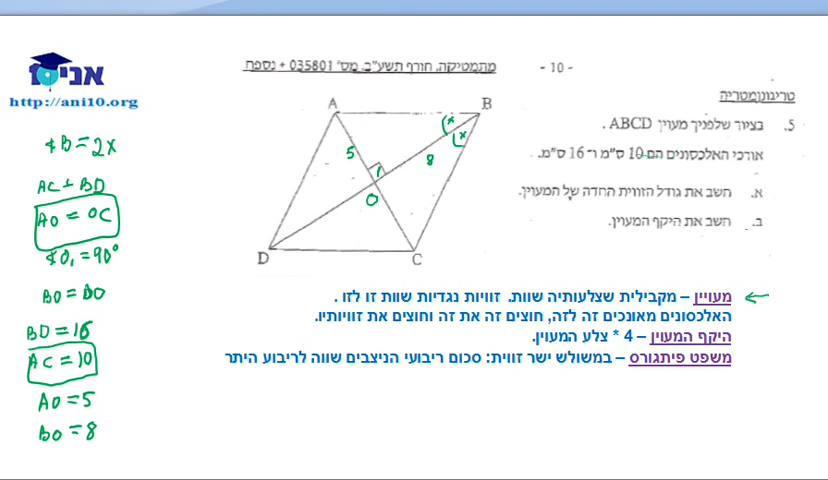 אניסו
http://ani10.org
- 10 -
מתמטיקה, חורף תשע"ב, מס' 035801 + נספח
טריגונומטריה
5. בציור שלפניך מעוין ABCD .
אורכי האלכסונים הם 10 ס"מ ו־ 16 ס"מ.
א. חשב את גודל הזווית החדה של המעוין.
ב. חשב את היקף המעוין.
A
B
x
x
5
8
1
O
D
C
∢B = 2x
AC ⊥ BD
AO = OC
∢O₁ = 90°
BO = DO
BD = 16
AC = 10
AO = 5
BO = 8
מעויין – מקבילית שצלעותיה שוות. זוויות נגדיות שוות זו לזו .
האלכסונים מאונכים זה לזה, חוצים זה את זה וחוצים את זוויותיו.
היקף המעוין – 4 * צלע המעוין.
משפט פיתגורס – במשולש ישר זווית: סכום ריבועי הניצבים שווה לריבוע היתר